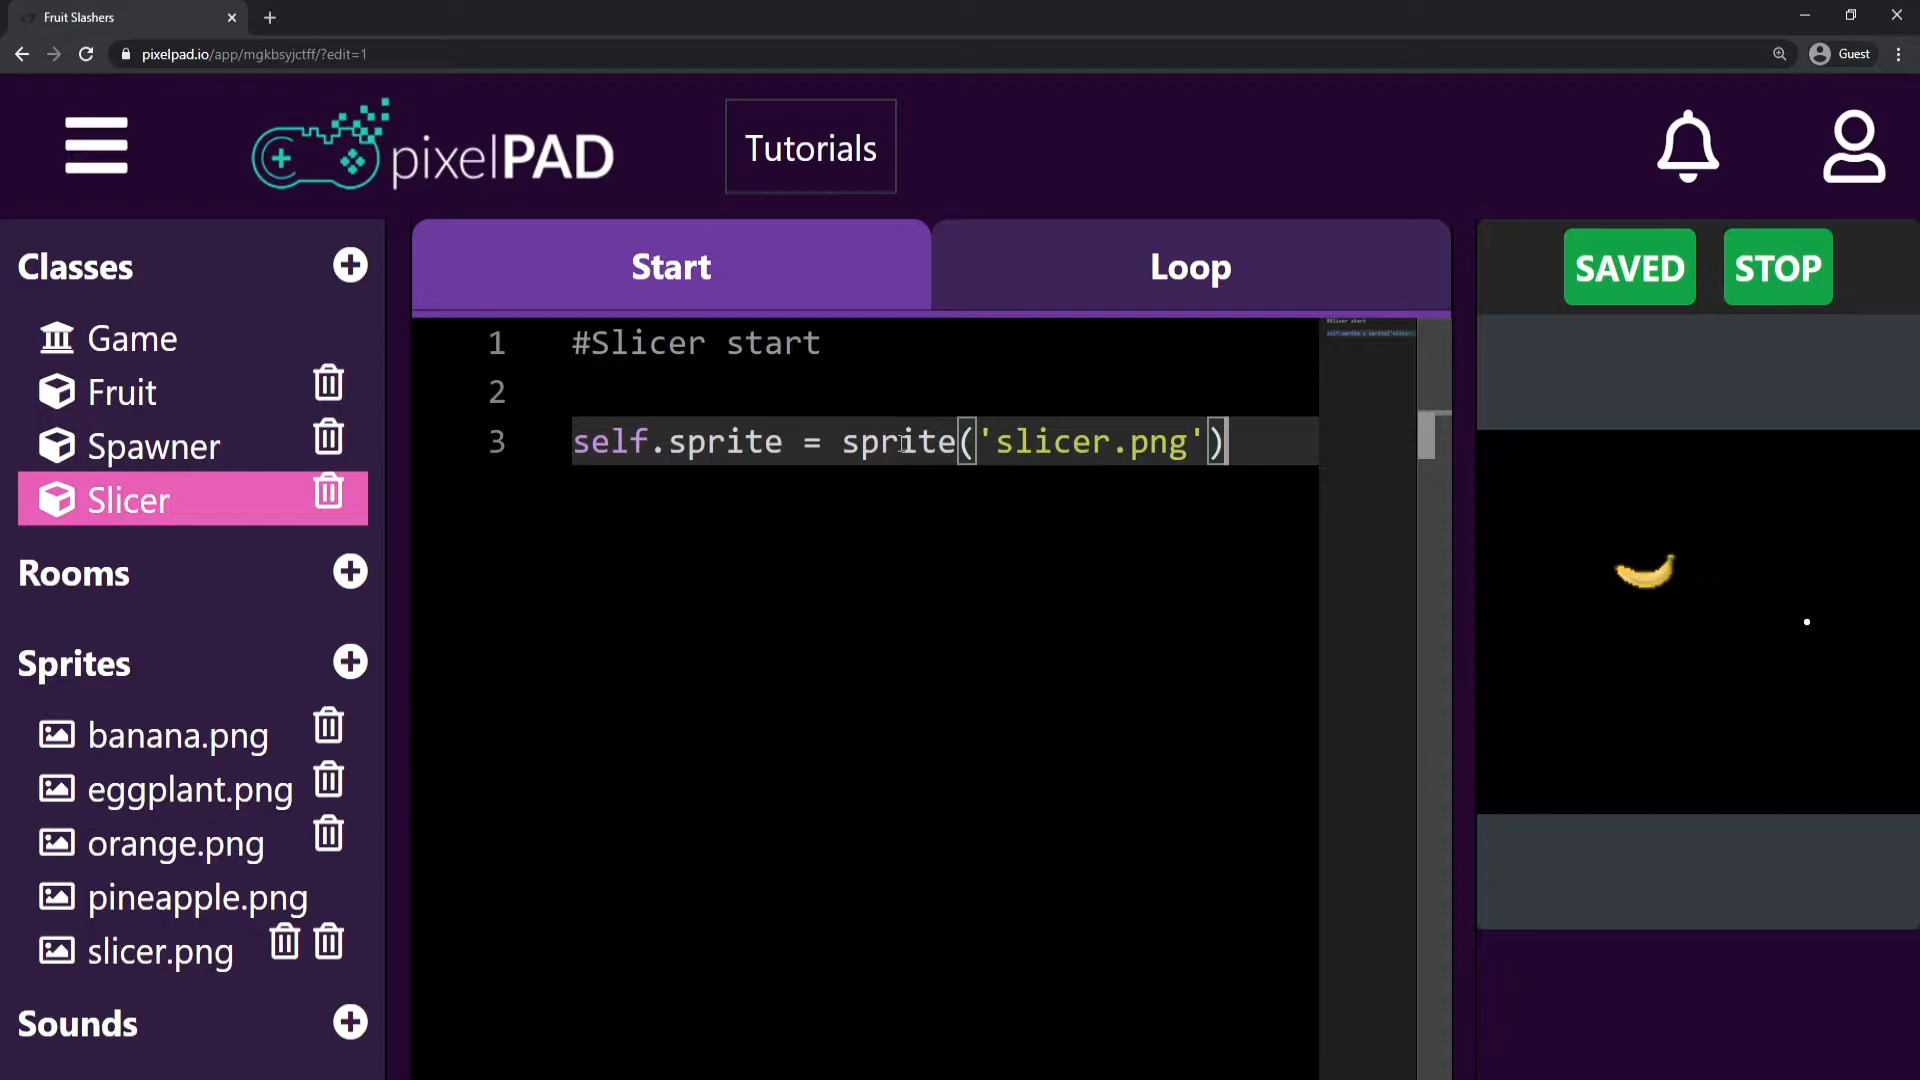 Fruit Slashers
pixelpad.io/app/mgkbsyjctff/?edit=1
Guest
pixelPAD
Tutorials
Classes
Game
Fruit
Spawner
Slicer
Rooms
Sprites
banana.png
eggplant.png
orange.png
pineapple.png
slicer.png
Sounds
Start
Loop
1 #Slicer start
2
3 self.sprite = sprite('slicer.png')
SAVED
STOP